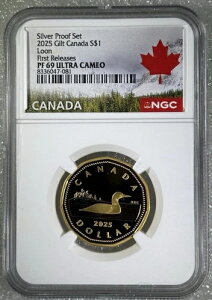 Silver Proof Set
2025 Gilt Canada S$1
Loon
First Releases
PF 69 ULTRA CAMEO
8336047-081
CANADA
NGC
CANADA
2025
DOLLAR